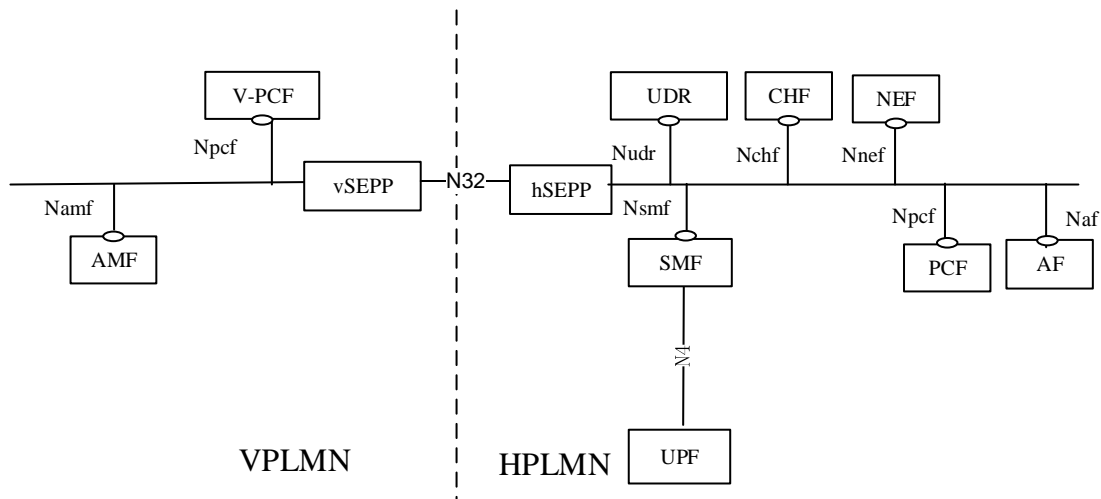 V-PCF
UDR
CHF
NEF
Npcf
Nudr
Nchf
Nnef
vSEPP
N32
hSEPP
Namf
Nsmf
Npcf
Naf
AMF
SMF
PCF
AF
N4
VPLMN
HPLMN
UPF